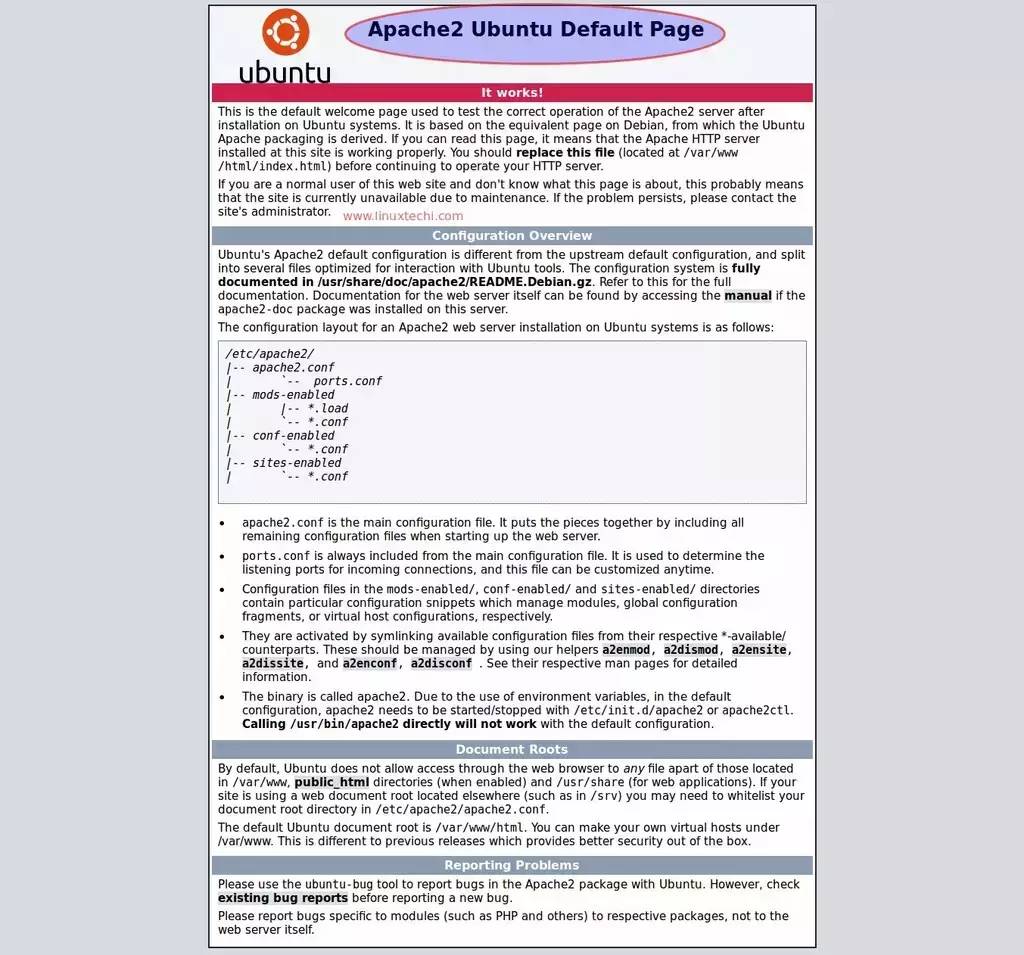 ubuntu
Apache2 Ubuntu Default Page
It works!
This is the default welcome page used to test the correct operation of the Apache2 server after
installation on Ubuntu systems. It is based on the equivalent page on Debian, from which the Ubuntu
Apache packaging is derived. If you can read this page, it means that the Apache HTTP server
installed at this site is working properly. You should replace this file (located at /var/www
/html/index.html) before continuing to operate your HTTP server.
If you are a normal user of this web site and don't know what this page is about, this probably means
that the site is currently unavailable due to maintenance. If the problem persists, please contact the
site's administrator.
www.linuxtechi.com
Configuration Overview
Ubuntu's Apache2 default configuration is different from the upstream default configuration, and split
into several files optimized for interaction with Ubuntu tools. The configuration system is fully
documented in /usr/share/doc/apache2/README.Debian.gz. Refer to this for the full
documentation. Documentation for the web server itself can be found by accessing the manual if the
apache2-doc package was installed on this server.
The configuration layout for an Apache2 web server installation on Ubuntu systems is as follows:
/etc/apache2/
|-- apache2.conf
|       `--  ports.conf
|-- mods-enabled
|       |-- *.load
|       `-- *.conf
|-- conf-enabled
|       `-- *.conf
|-- sites-enabled
|       `-- *.conf
• apache2.conf is the main configuration file. It puts the pieces together by including all
remaining configuration files when starting up the web server.
• ports.conf is always included from the main configuration file. It is used to determine the
listening ports for incoming connections, and this file can be customized anytime.
• Configuration files in the mods-enabled/, conf-enabled/ and sites-enabled/ directories
contain particular configuration snippets which manage modules, global configuration
fragments, or virtual host configurations, respectively.
• They are activated by symlinking available configuration files from their respective *-available/
counterparts. These should be managed by using our helpers a2enmod, a2dismod, a2ensite,
a2dissite, and a2enconf, a2disconf . See their respective man pages for detailed
information.
• The binary is called apache2. Due to the use of environment variables, in the default
configuration, apache2 needs to be started/stopped with /etc/init.d/apache2 or apache2ctl.
Calling /usr/bin/apache2 directly will not work with the default configuration.
Document Roots
By default, Ubuntu does not allow access through the web browser to any file apart of those located
in /var/www, public_html directories (when enabled) and /usr/share (for web applications). If your
site is using a web document root located elsewhere (such as in /srv) you may need to whitelist your
document root directory in /etc/apache2/apache2.conf.
The default Ubuntu document root is /var/www/html. You can make your own virtual hosts under
/var/www. This is different to previous releases which provides better security out of the box.
Reporting Problems
Please use the ubuntu-bug tool to report bugs in the Apache2 package with Ubuntu. However, check
existing bug reports before reporting a new bug.
Please report bugs specific to modules (such as PHP and others) to respective packages, not to the
web server itself.